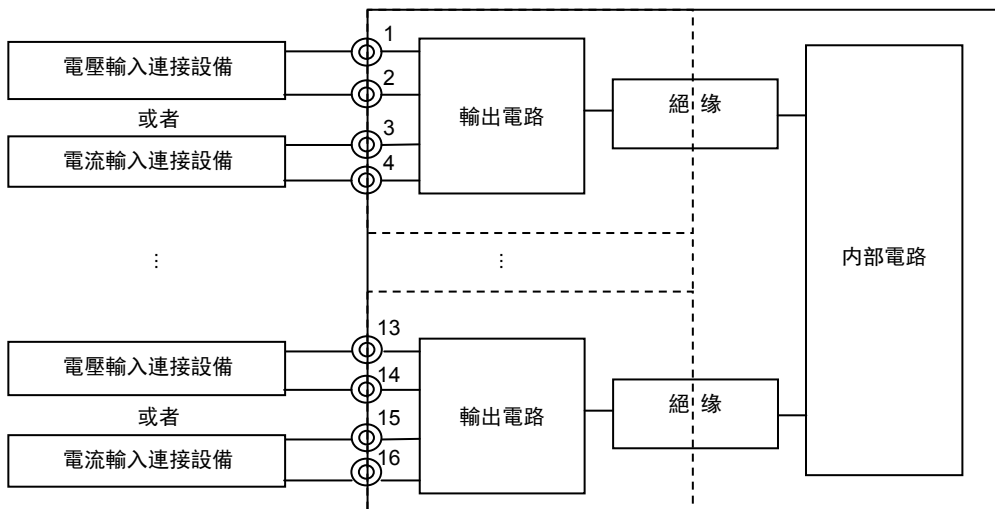 電壓輸入連接設備
或者
電流輸入連接設備
1
2
3
4
輸出電路
絕缘
内部電路
⋮
⋮
電壓輸入連接設備
或者
電流輸入連接設備
13
14
15
16
輸出電路
絕缘